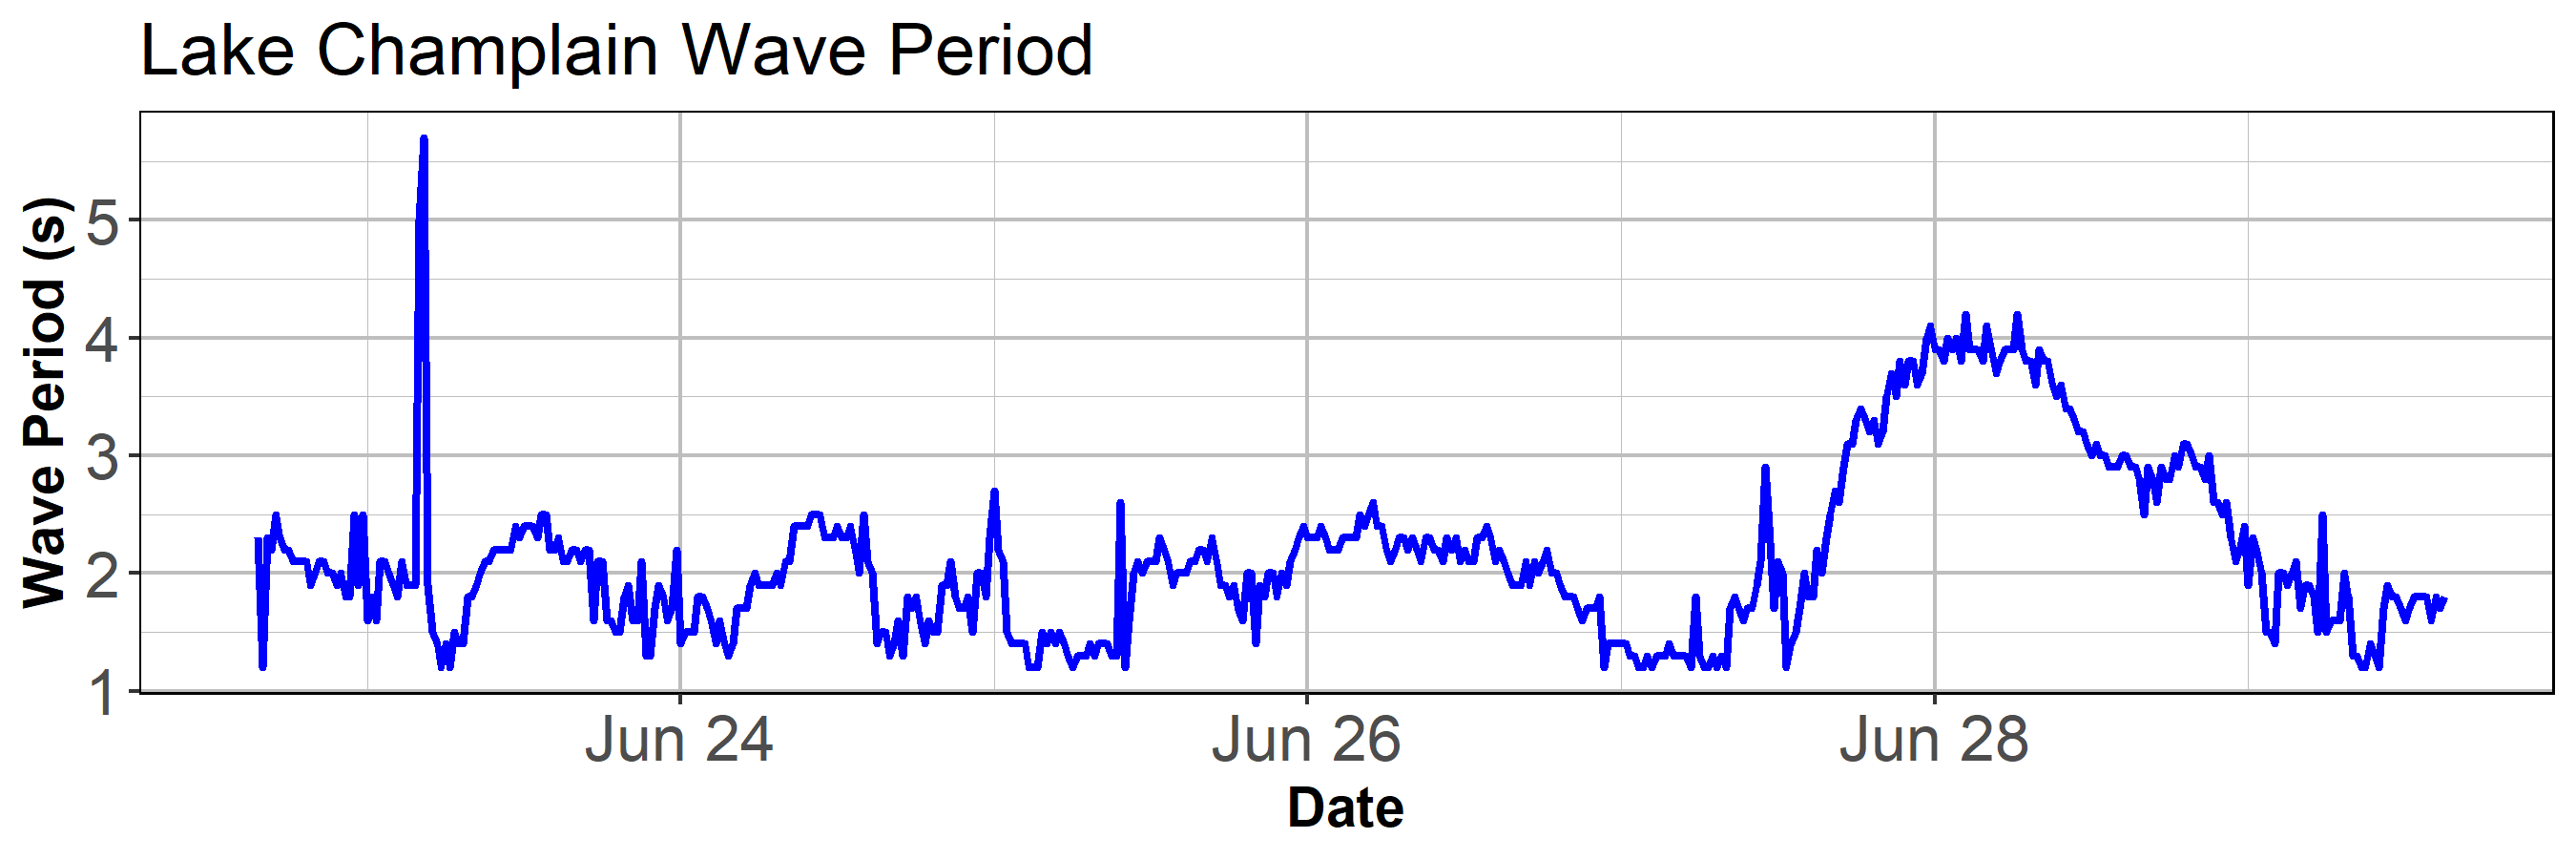 Lake Champlain Wave Period
Wave Period (s)
5
4
3
2
1
Jun 24
Jun 26
Jun 28
Date